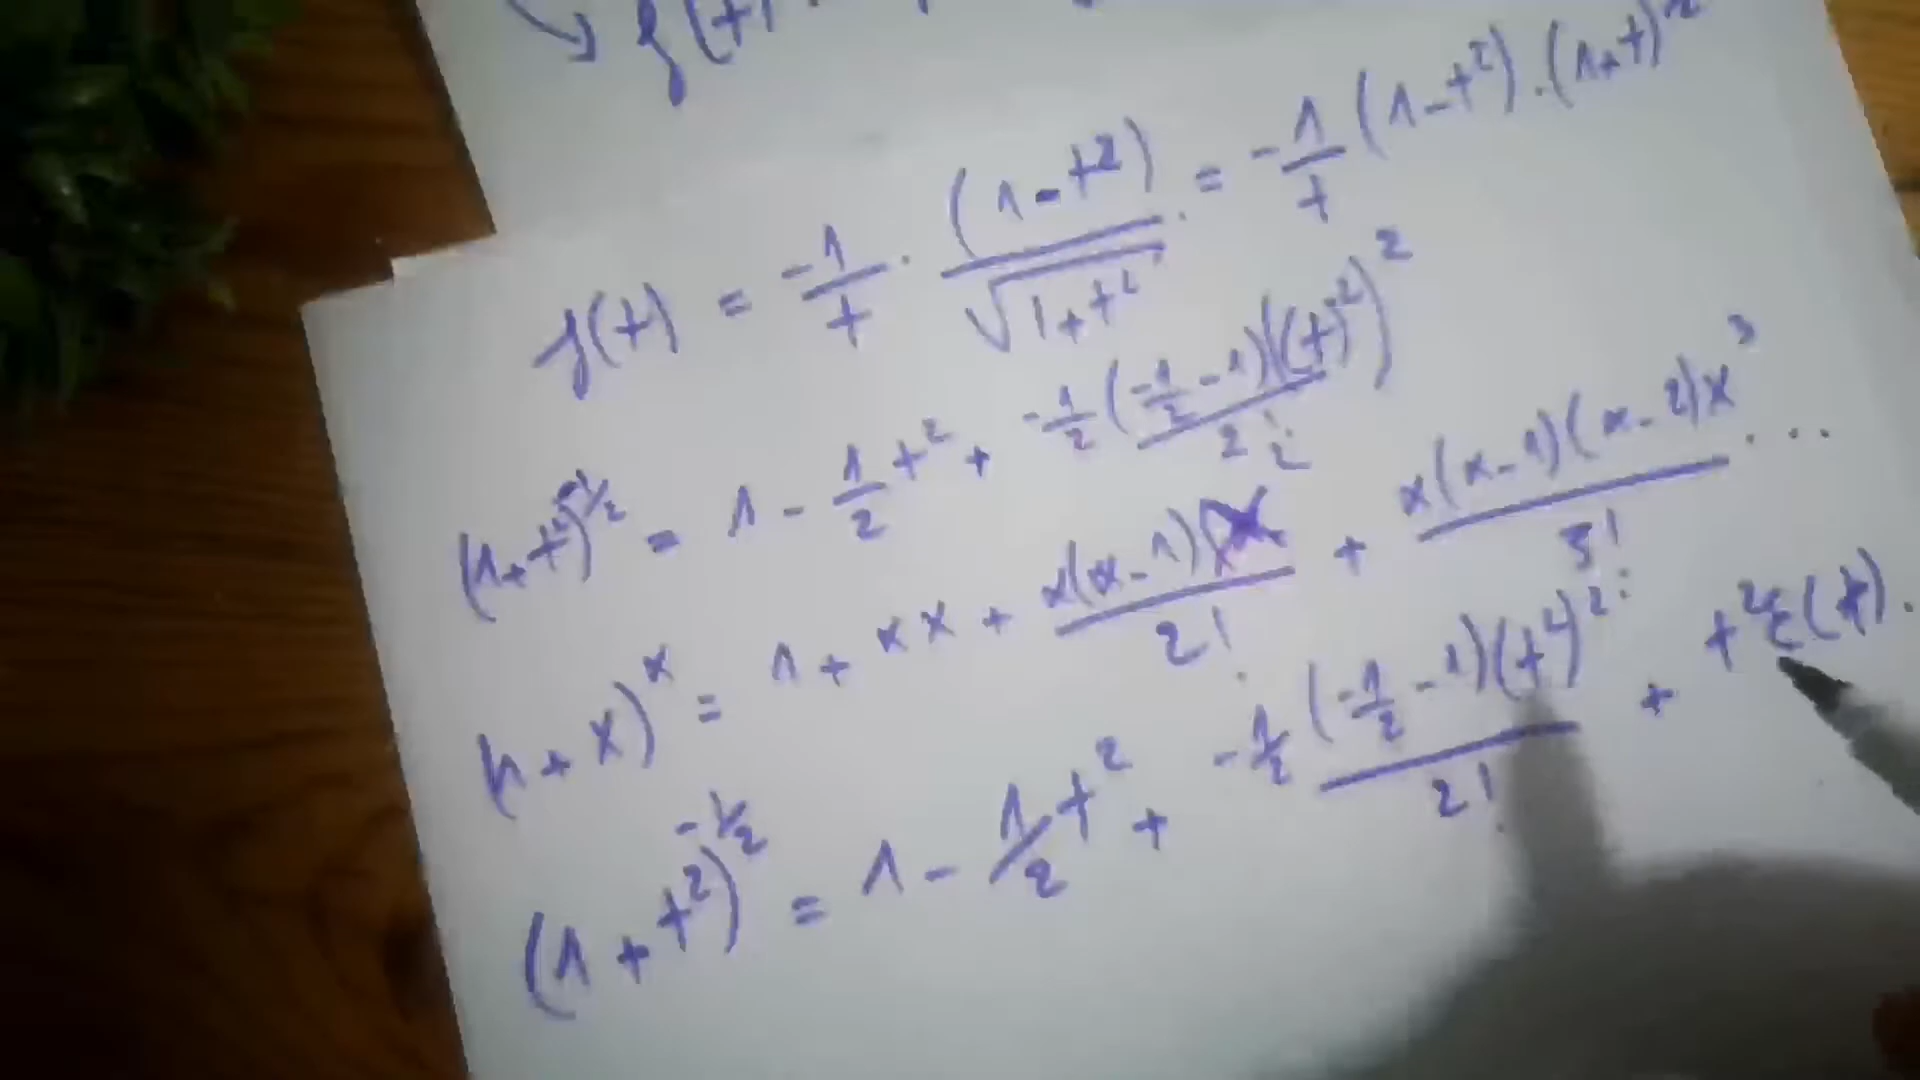 f(t)
f(t) = -1/t · (1-t²)/√(1+t²) = -1/t (1-t²)·(1+t)
(1+t²)^(-1/2) = 1 - 1/2 t² + -1/2(-1/2 -1)((t)²)²/2!
(1+x)^α = 1 + αx + α(α-1)/2! + α(α-1)(α-2)x³/3! ...
(1+t²)^(-1/2) = 1 - 1/2 t² + -1/2(-1/2 -1)(t⁴)²/2! + t²ε(t).